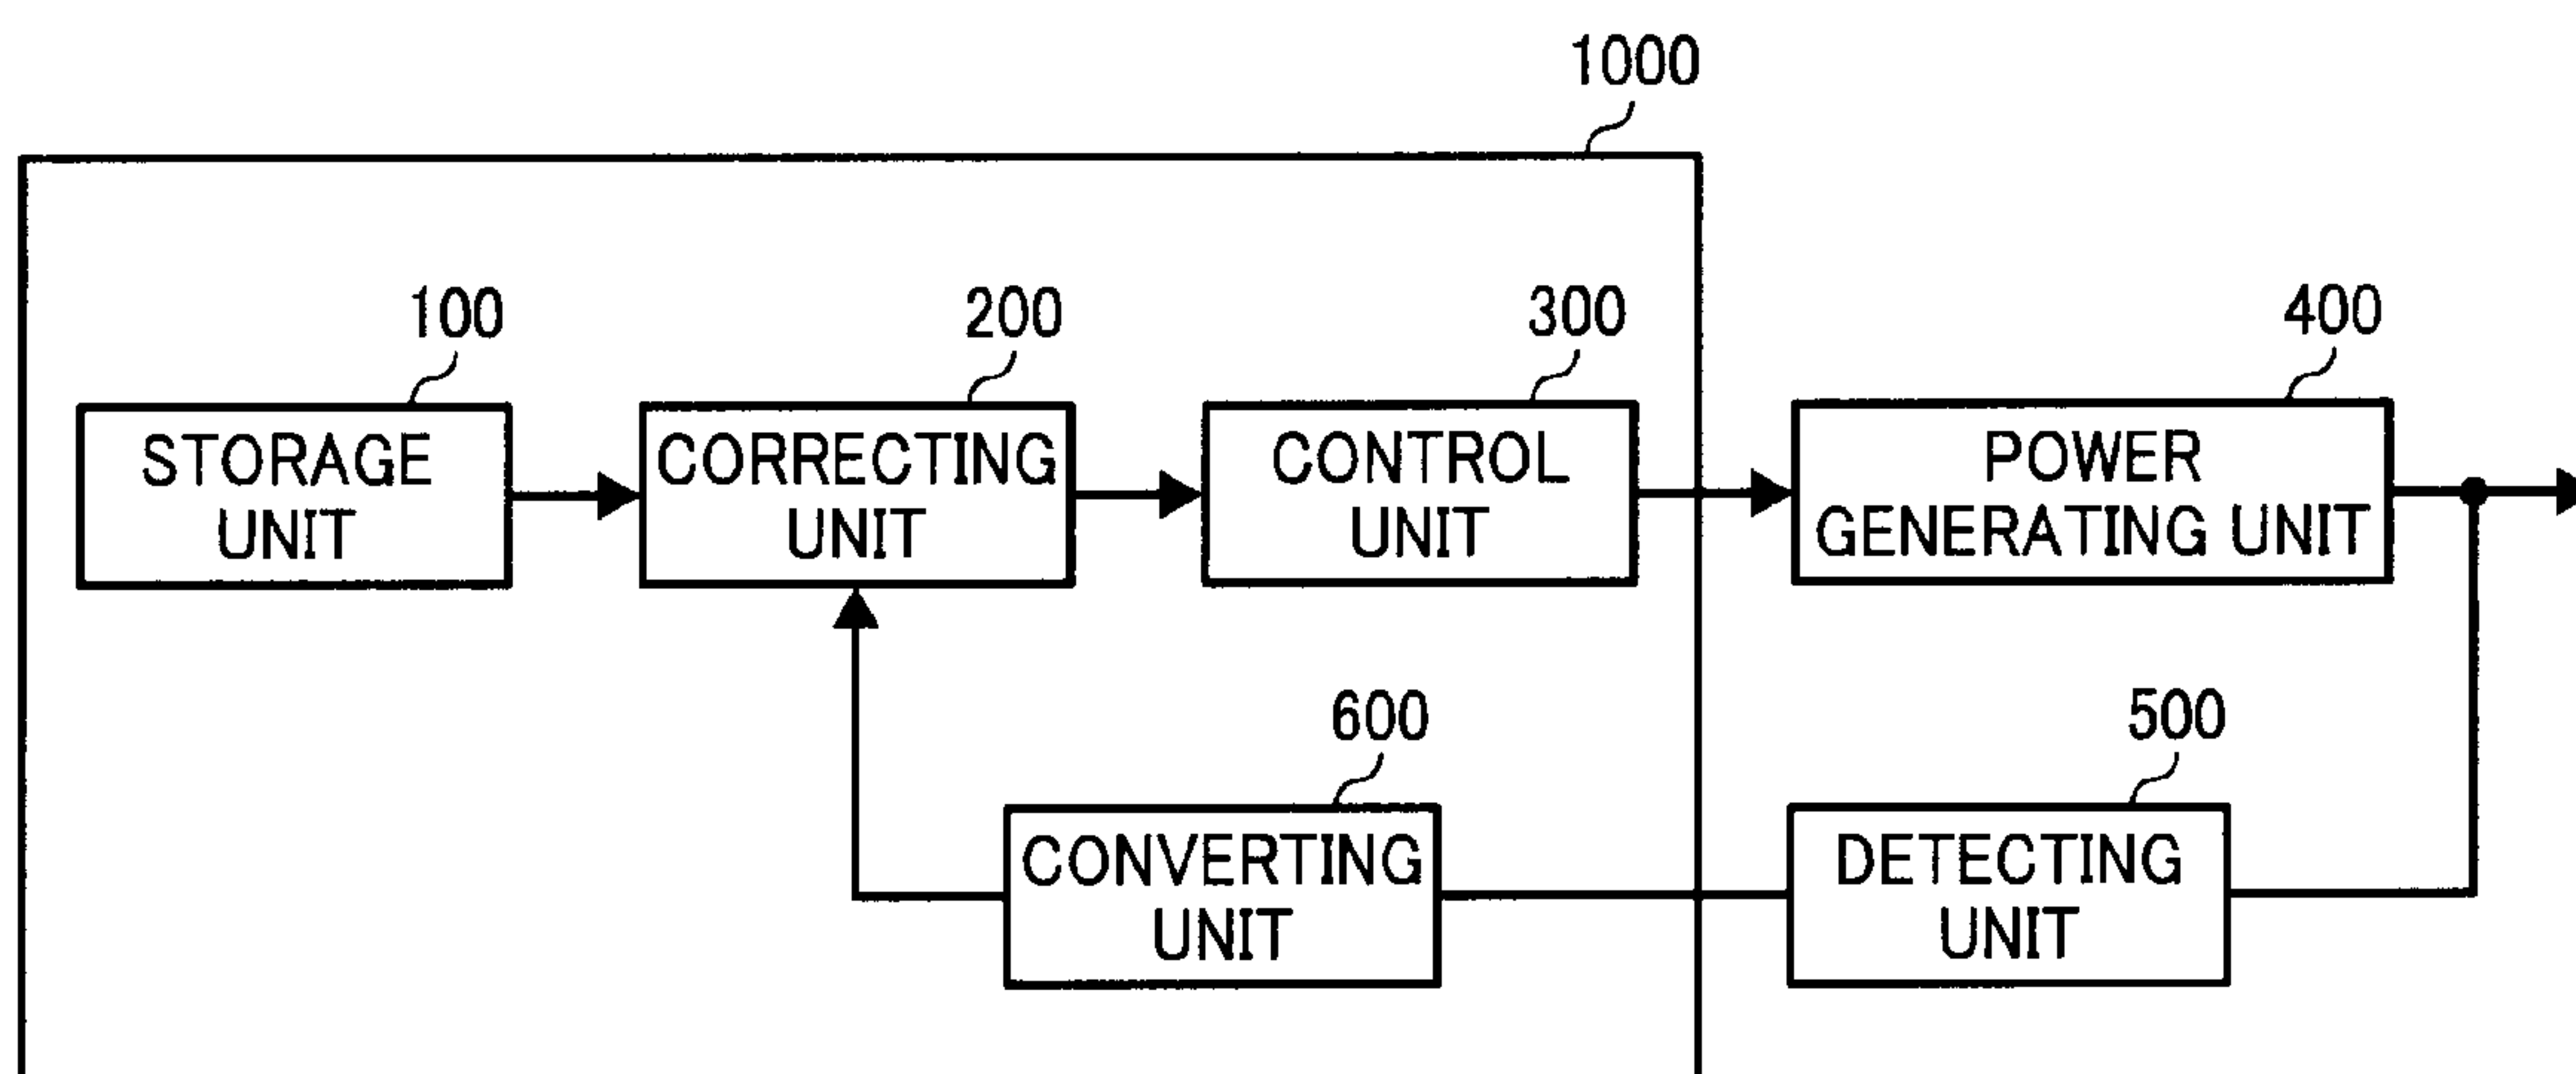 1000
100
200
300
400
STORAGE
UNIT
CORRECTING
UNIT
CONTROL
UNIT
POWER
GENERATING UNIT
600
500
CONVERTING
UNIT
DETECTING
UNIT